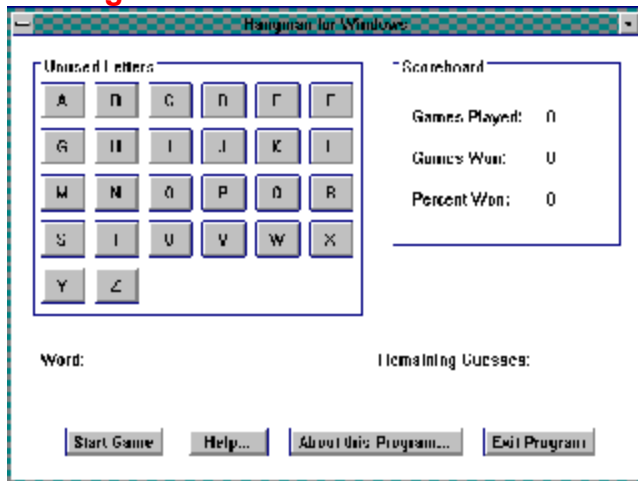 Hangman for Windows
Unused Letters
A B C D E F
G H I J K L
M N O P Q R
S T U V W X
Y Z
Scoreboard
Games Played: 0
Games Won: 0
Percent Won: 0
Word:
Remaining Guesses:
Start Game Help... About this Program... Exit Program